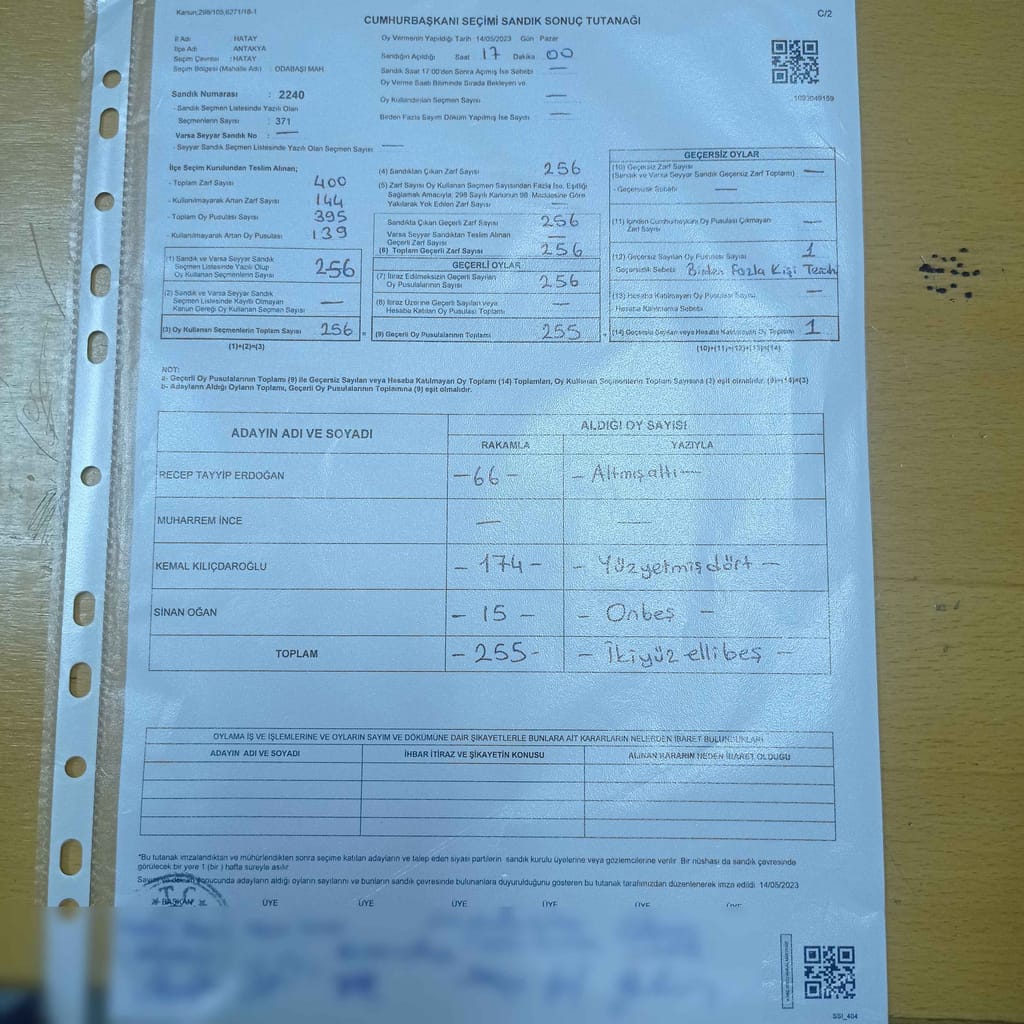 Kanun;298/105,6271/18-1
C/2
CUMHURBAŞKANI SEÇİMİ SANDIK SONUÇ TUTANAĞI
İl Adı : HATAY
İlçe Adı : ANTAKYA
Seçim Çevresi : HATAY
Seçim Bölgesi (Mahalle Adı) : ODABAŞI MAH.
Sandık Numarası : 2240
- Sandık Seçmen Listesinde Yazılı Olan
Seçmenlerin Sayısı : 371
Varsa Seyyar Sandık No : —
- Seyyar Sandık Seçmen Listesinde Yazılı Olan Seçmen Sayısı —
Oy Vermenin Yapıldığı Tarih 14/05/2023 Gün Pazar
Sandığın Açıldığı Saat 17 Dakika 00
Sandık Saat 17:00'den Sonra Açılmış İse Sebebi —
Oy Verme Saati Bitiminde Sırada Bekleyen ve
Oy Kullandırılan Seçmen Sayısı —
Birden Fazla Sayım Döküm Yapılmış İse Sayısı —
1093049159
İlçe Seçim Kurulundan Teslim Alınan;
- Toplam Zarf Sayısı 400
- Kullanılmayarak Artan Zarf Sayısı 144
- Toplam Oy Pusulası Sayısı 395
- Kullanılmayarak Artan Oy Pusulası 139
(1) Sandık ve Varsa Seyyar Sandık
Seçmen Listesinde Yazılı Olup
Oy Kullanan Seçmenlerin Sayısı 256
(2) Sandık ve Varsa Seyyar Sandık
Seçmen Listesinde Kayıtlı Olmayan
Kanun Gereği Oy Kullanan Seçmenler —
(3) Oy Kullanan Seçmenlerin Toplam Sayısı 256 =
(1)+(2)=(3)
(4) Sandıktan Çıkan Zarf Sayısı 256
(5) Zarf Sayısı Oy Kullanan Seçmen Sayısından Fazla İse, Eşitliği
Sağlamak Amacıyla, 298 Sayılı Kanunun 98. Maddesine Göre
Yakılarak Yok Edilen Zarf Sayısı —
Sandıkta Çıkan Geçerli Zarf Sayısı 256
Varsa Seyyar Sandıktan Teslim Alınan
Geçerli Zarf Sayısı —
(6) Toplam Geçerli Zarf Sayısı 256
GEÇERLİ OYLAR
(7) İtiraz Edilmeksizin Geçerli Sayılan
Oy Pusulasının Sayısı 256
(8) İtiraz Üzerine Geçerli Sayılan veya
Hesaba Katılan Oy Pusulası Toplamı —
(9) Geçerli Oy Pusulalarının Toplamı 255 +
GEÇERSİZ OYLAR
(10) Geçersiz Zarf Sayısı
(Sandık ve Varsa Seyyar Sandık Geçersiz Zarf Toplamı) —
- Geçersizlik Sebebi —
(11) İçinden Cumhurbaşkanı Oy Pusulası Çıkmayan
Zarf Sayısı —
(12) Geçersiz Sayılan Oy Pusulası Sayısı 1
Geçersizlik Sebebi Birden Fazla Kişi Tercih
(13) Hesaba Katılmayan Oy Pusulası Sayısı —
Hesaba Katılmama Sebebi
(14) Geçersiz Sayılan veya Hesaba Katılmayan Oy Toplamı 1
(10)+(11)+(12)+(13)=(14)
NOT:
a- Geçerli Oy Pusulalarının Toplamı (9) ile Geçersiz Sayılan veya Hesaba Katılmayan Oy Toplamı (14) Toplamları, Oy Kullanan Seçmenlerin Toplam Sayısına (3) eşit olmalıdır. (9)+(14)=(3)
b- Adayların Aldığı Oyların Toplamı, Geçerli Oy Pusulalarının Toplamına (9) eşit olmalıdır.
ADAYIN ADI VE SOYADI
ALDIĞI OY SAYISI
RAKAMLA YAZIYLA
RECEP TAYYİP ERDOĞAN -66- - Altmışaltı -
MUHARREM İNCE — —
KEMAL KILIÇDAROĞLU - 174 - - Yüzyetmişdört -
SİNAN OĞAN - 15 - - Onbeş -
TOPLAM - 255 - - İkiyüz ellibeş -
OYLAMA İŞ VE İŞLEMLERİNE VE OYLARIN SAYIM VE DÖKÜMÜNE DAİR ŞİKAYETLERLE BUNLARA AİT KARARLARIN NELERDEN İBARET BULUNDUKLARI
ADAYIN ADI VE SOYADI İHBAR İTİRAZ VE ŞİKAYETİN KONUSU ALINAN KARARIN NEDEN İBARET OLDUĞU
*Bu tutanak imzalandıktan ve mühürlendikten sonra seçime katılan adayların ve talep eden siyasi partilerin sandık kurulu üyelerine veya gözlemcilerine verilir. Bir nüshası da sandık çevresinde
görülecek bir yere 1 (bir ) hafta süreyle asılır.
Sayım ve döküm sonucunda adayların aldığı oyların sayılarını ve bunların sandık çevresinde bulunanlara duyurulduğunu gösteren bu tutanak tarafımızdan düzenlenerek imza edildi. 14/05/2023
T.C.
BAŞKAN ÜYE ÜYE ÜYE ÜYE ÜYE ÜYE
SSI_404